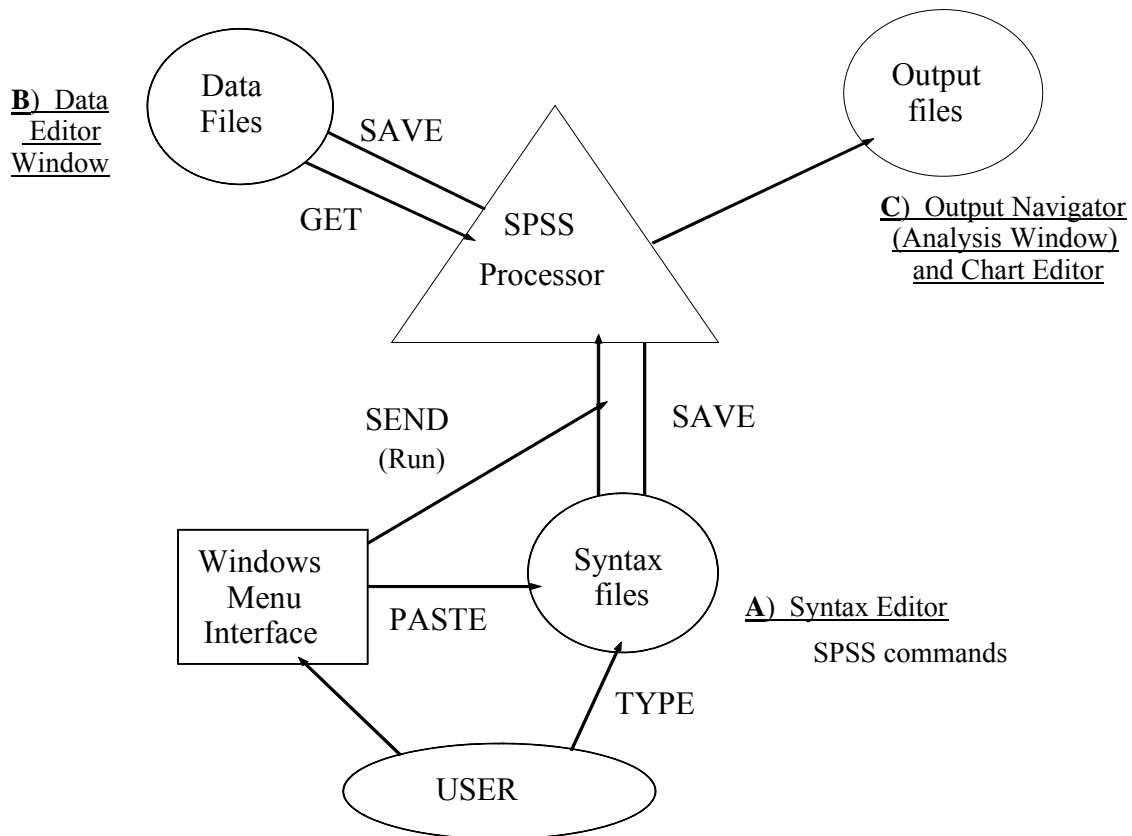 Data
Files
B) Data
Editor
Window
SAVE
GET
SPSS
Processor
Output
files
C) Output Navigator
(Analysis Window)
and Chart Editor
SEND
(Run)
SAVE
Windows
Menu
Interface
PASTE
Syntax
files
A) Syntax Editor
SPSS commands
TYPE
USER